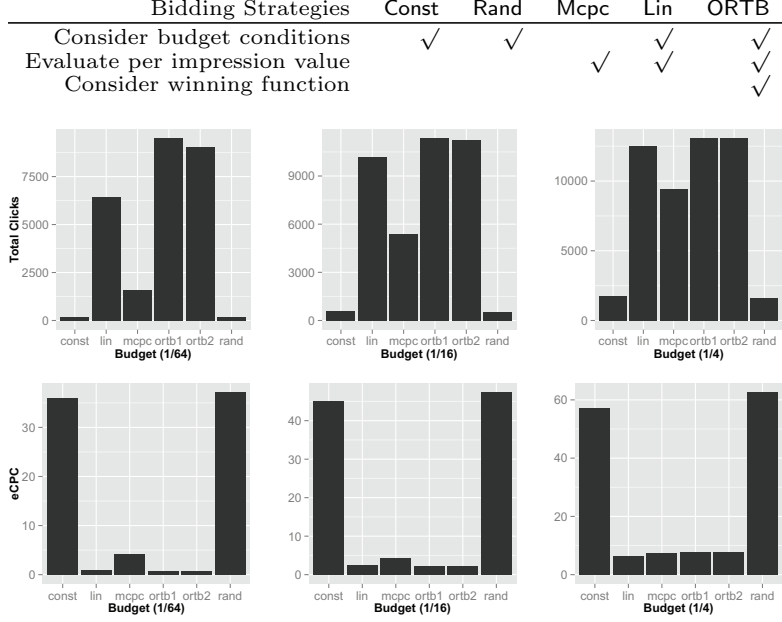 Bidding Strategies Const Rand Mcpc Lin ORTB
Consider budget conditions √ √ √ √
Evaluate per impression value √ √ √
Consider winning function √
Total Clicks
7500
5000
2500
0
const lin mcpc ortb1 ortb2 rand
Budget (1/64)
9000
6000
3000
0
const lin mcpc ortb1 ortb2 rand
Budget (1/16)
10000
5000
0
const lin mcpc ortb1 ortb2 rand
Budget (1/4)
eCPC
30
20
10
0
const lin mcpc ortb1 ortb2 rand
Budget (1/64)
40
30
20
10
0
const lin mcpc ortb1 ortb2 rand
Budget (1/16)
60
40
20
0
const lin mcpc ortb1 ortb2 rand
Budget (1/4)